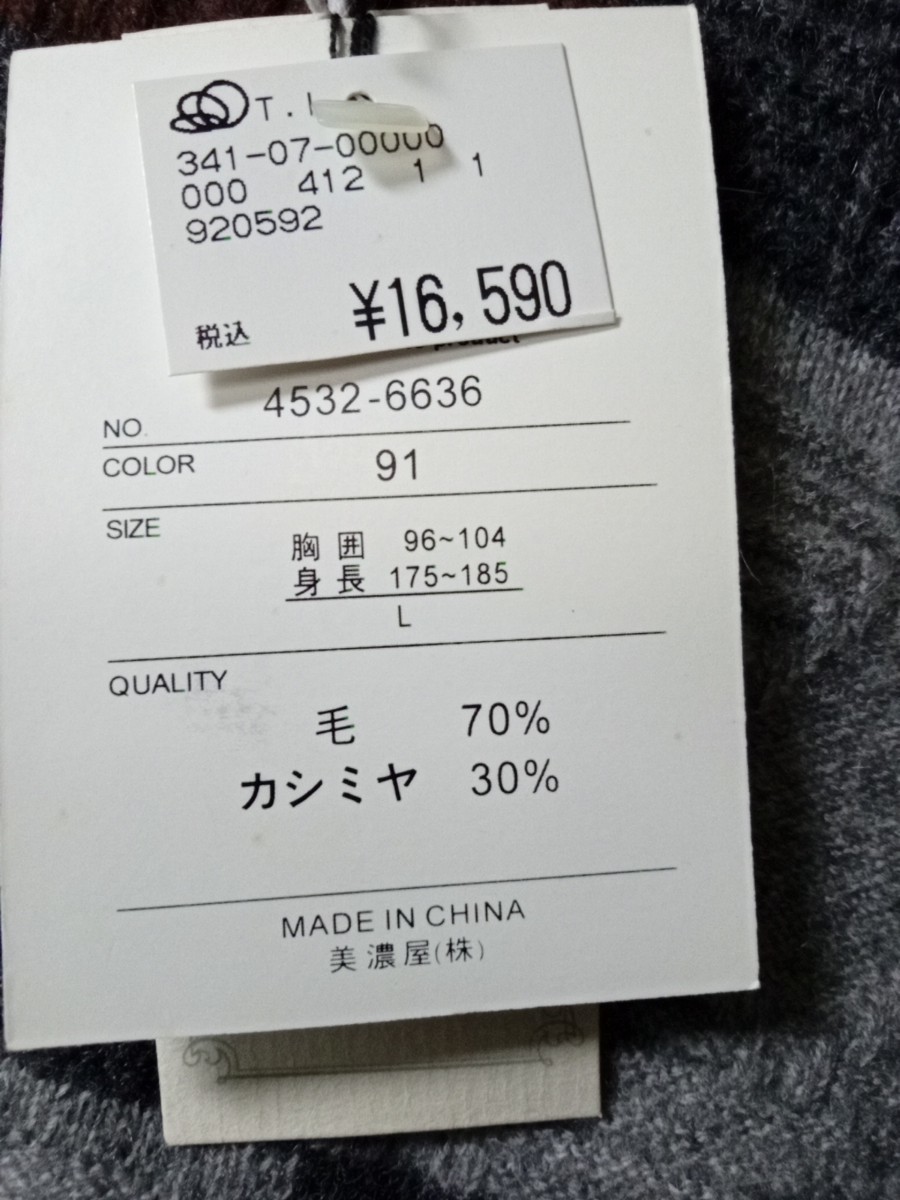 T.I
341-07-00000
000 412 1 1
920592
税込 ¥16,590
product
NO. 4532-6636
COLOR 91
SIZE
胸囲 96~104
身長 175~185
L
QUALITY
毛 70%
カシミヤ 30%
MADE IN CHINA
美濃屋(株)